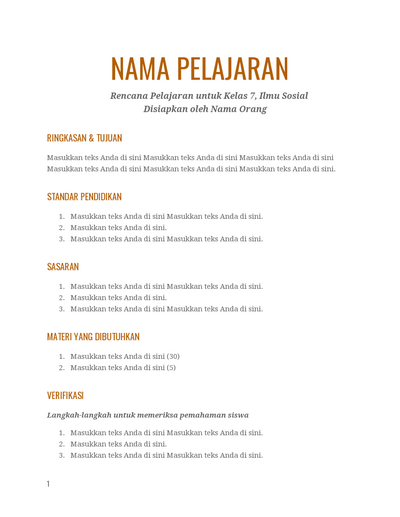 NAMA PELAJARAN
Rencana Pelajaran untuk Kelas 7, Ilmu Sosial
Disiapkan oleh Nama Orang
RINGKASAN & TUJUAN
Masukkan teks Anda di sini Masukkan teks Anda di sini Masukkan teks Anda di sini
Masukkan teks Anda di sini Masukkan teks Anda di sini Masukkan teks Anda di sini.
STANDAR PENDIDIKAN
1. Masukkan teks Anda di sini Masukkan teks Anda di sini.
2. Masukkan teks Anda di sini.
3. Masukkan teks Anda di sini Masukkan teks Anda di sini.
SASARAN
1. Masukkan teks Anda di sini Masukkan teks Anda di sini.
2. Masukkan teks Anda di sini.
3. Masukkan teks Anda di sini Masukkan teks Anda di sini.
MATERI YANG DIBUTUHKAN
1. Masukkan teks Anda di sini (30)
2. Masukkan teks Anda di sini (5)
VERIFIKASI
Langkah-langkah untuk memeriksa pemahaman siswa
1. Masukkan teks Anda di sini Masukkan teks Anda di sini.
2. Masukkan teks Anda di sini.
3. Masukkan teks Anda di sini Masukkan teks Anda di sini.
1